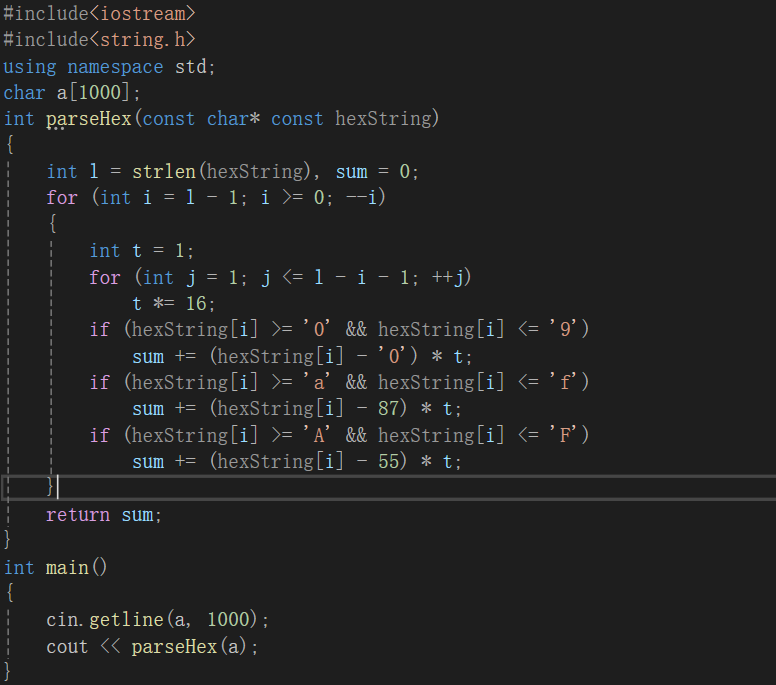 #include<iostream>
#include<string.h>
using namespace std;
char a[1000];
int parseHex(const char* const hexString)
{
    int l = strlen(hexString), sum = 0;
    for (int i = l - 1; i >= 0; --i)
    {
        int t = 1;
        for (int j = 1; j <= l - i - 1; ++j)
            t *= 16;
        if (hexString[i] >= '0' && hexString[i] <= '9')
            sum += (hexString[i] - '0') * t;
        if (hexString[i] >= 'a' && hexString[i] <= 'f')
            sum += (hexString[i] - 87) * t;
        if (hexString[i] >= 'A' && hexString[i] <= 'F')
            sum += (hexString[i] - 55) * t;
    }
    return sum;
}
int main()
{
    cin.getline(a, 1000);
    cout << parseHex(a);
}